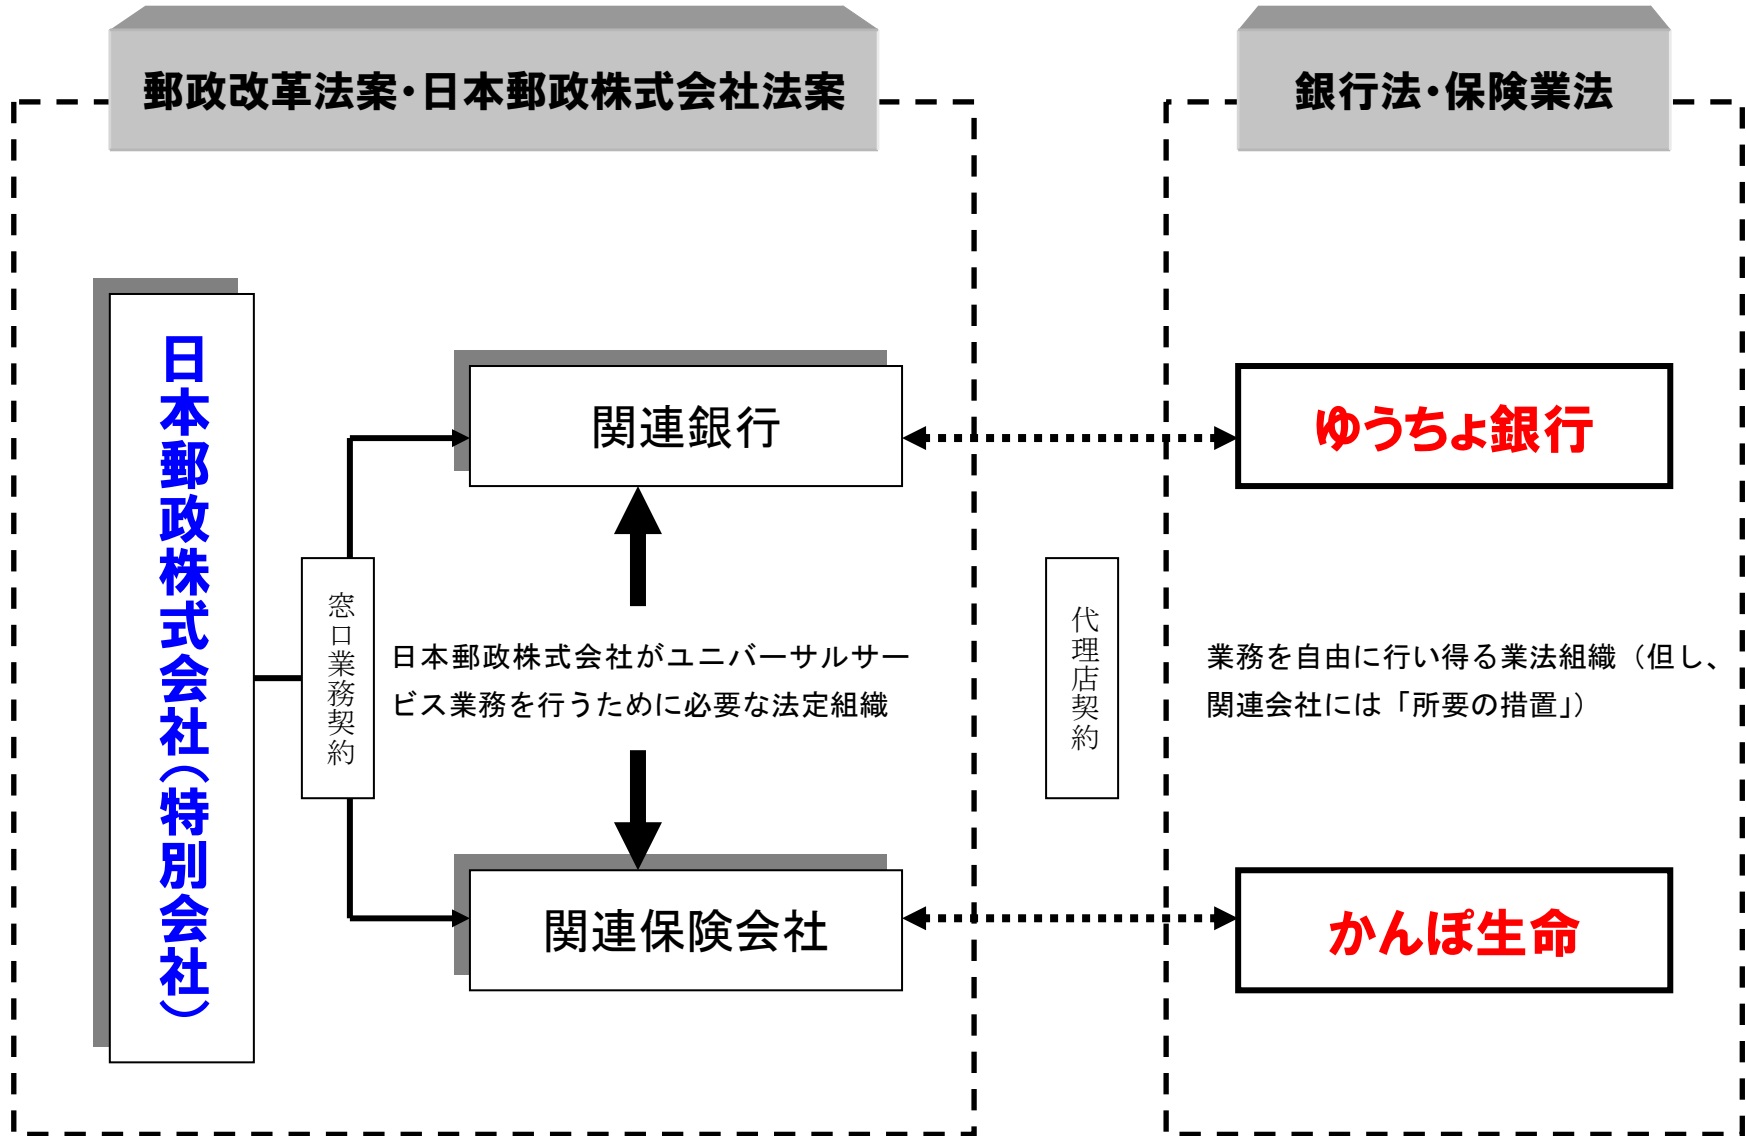 郵政改革法案・日本郵政株式会社法案
銀行法・保険業法
日本郵政株式会社（特別会社）
窓口業務契約
関連銀行
日本郵政株式会社がユニバーサルサー
ビス業務を行うために必要な法定組織
関連保険会社
代理店契約
ゆうちょ銀行
業務を自由に行い得る業法組織（但し、
関連会社には「所要の措置」）
かんぽ生命